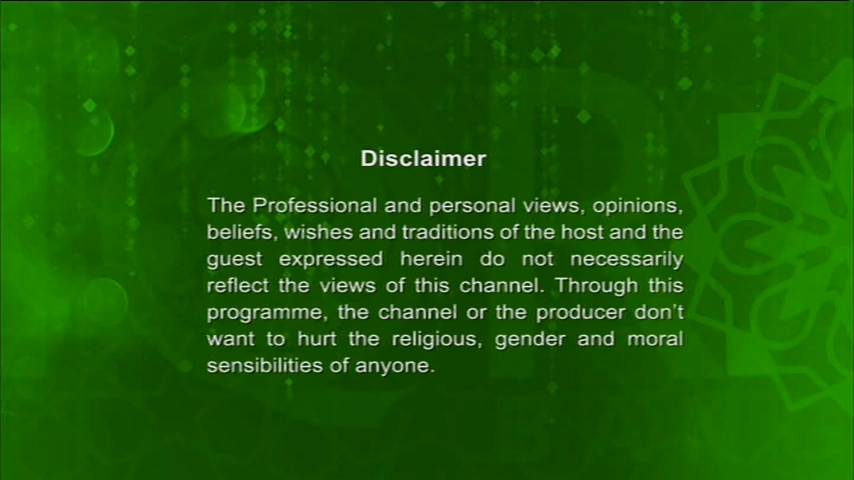 Disclaimer
The Professional and personal views, opinions,
beliefs, wishes and traditions of the host and the
guest expressed herein do not necessarily
reflect the views of this channel. Through this
programme, the channel or the producer don't
want to hurt the religious, gender and moral
sensibilities of anyone.